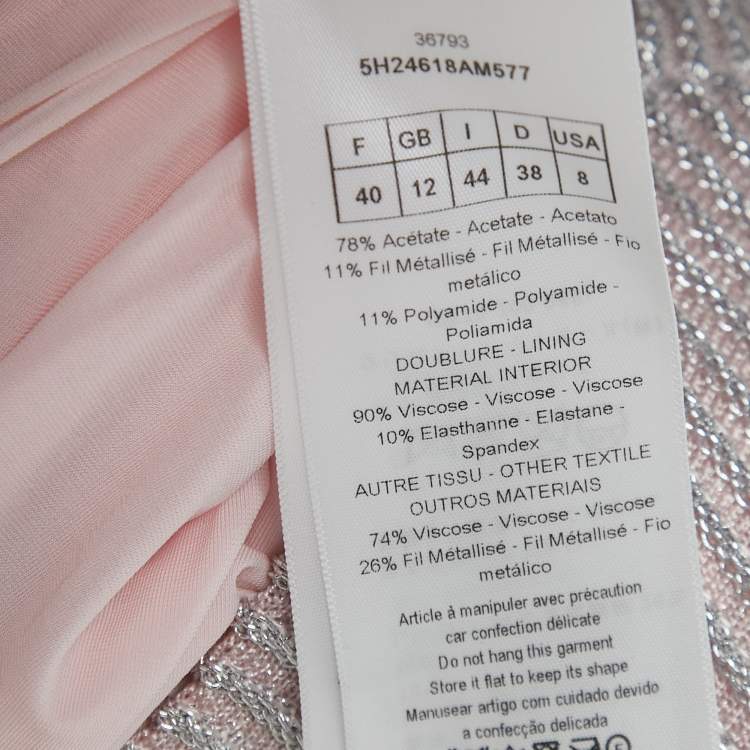 36793
5H24618AM577
F GB I D USA
40 12 44 38 8
78% Acétate - Acetate - Acetato
11% Fil Métallisé - Fil Métallisé - Fio
metálico
11% Polyamide - Polyamide -
Poliamida
DOUBLURE - LINING
MATERIAL INTERIOR
90% Viscose - Viscose - Viscose
10% Elasthanne - Elastane -
Spandex
AUTRE TISSU - OTHER TEXTILE
OUTROS MATERIAIS
74% Viscose - Viscose - Viscose
26% Fil Métallisé - Fil Métallisé - Fio
metálico
Article à manipuler avec précaution
car confection délicate
Do not hang this garment
Store it flat to keep its shape
Manusear artigo com cuidado devido
a confecção delicada